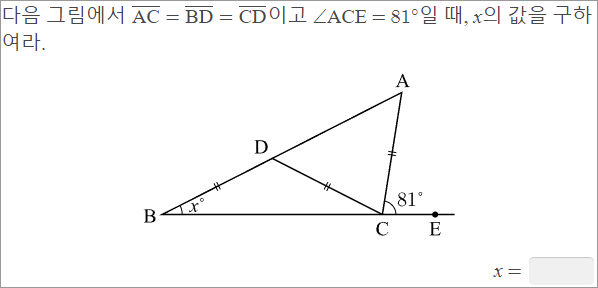 다음 그림에서 AC = BD = CD이고 ∠ACE = 81°일 때, x의 값을 구하
여라.
A
D
B x°
81°
C E
x =